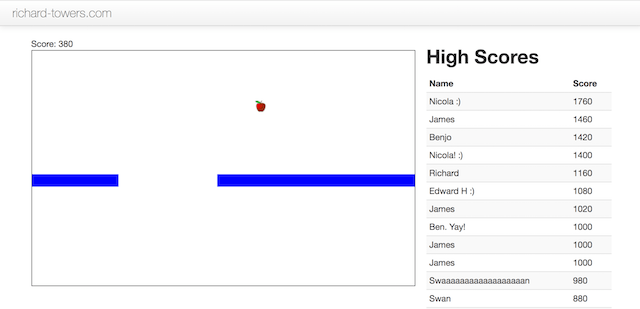 richard-towers.com
Score: 380
High Scores
Name Score
Nicola :) 1760
James 1460
Benjo 1420
Nicola! :) 1400
Richard 1160
Edward H :) 1080
James 1020
Ben. Yay! 1000
James 1000
James 1000
Swaaaaaaaaaaaaaaaaaan 980
Swan 880